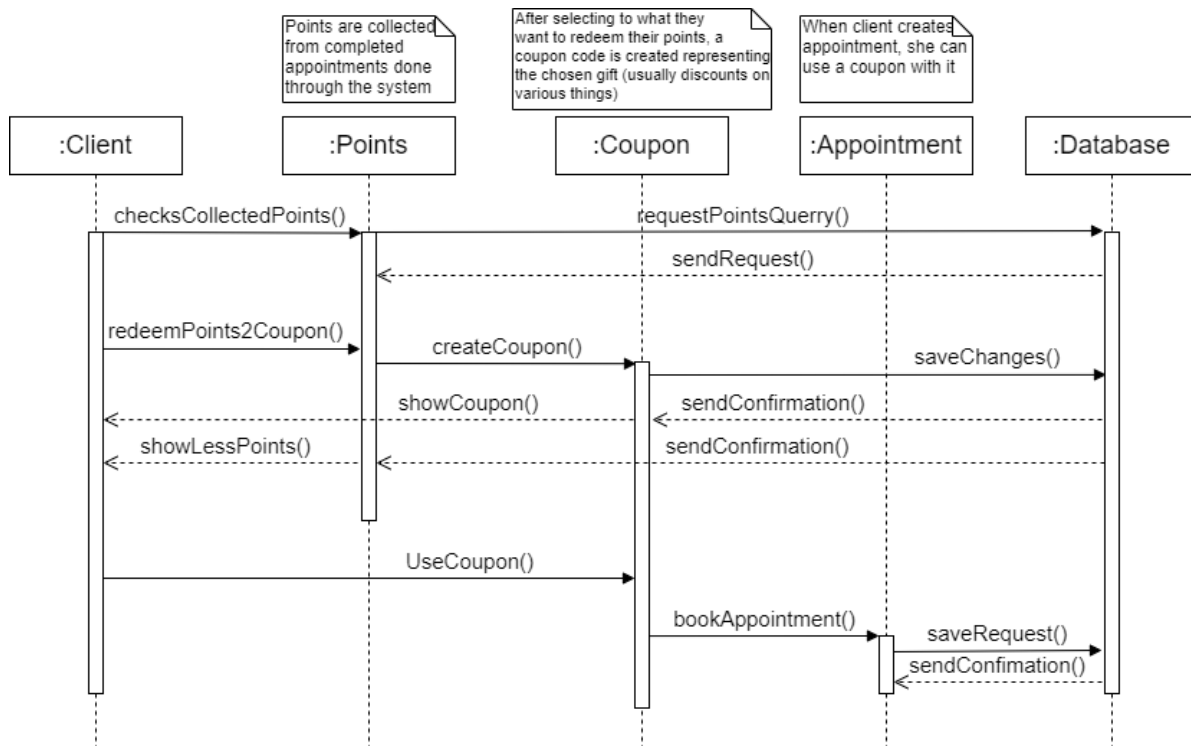 Points are collected
from completed
appointments done
through the system
After selecting to what they
want to redeem their points, a
coupon code is created representing
the chosen gift (usually discounts on
various things)
When client creates
appointment, she can
use a coupon with it
:Client
:Points
:Coupon
:Appointment
:Database
checksCollectedPoints()
requestPointsQuerry()
sendRequest()
redeemPoints2Coupon()
createCoupon()
saveChanges()
showCoupon()
sendConfirmation()
showLessPoints()
sendConfirmation()
UseCoupon()
bookAppointment()
saveRequest()
sendConfimation()